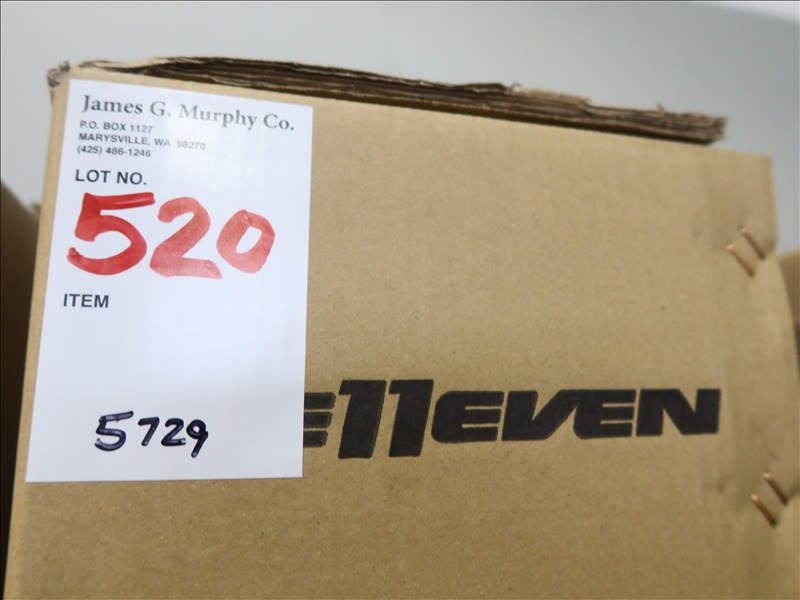 James G. Murphy Co.
P.O. BOX 1127
MARYSVILLE, WA 98270
(425) 486-1246
LOT NO.
520
ITEM
5729
e11even